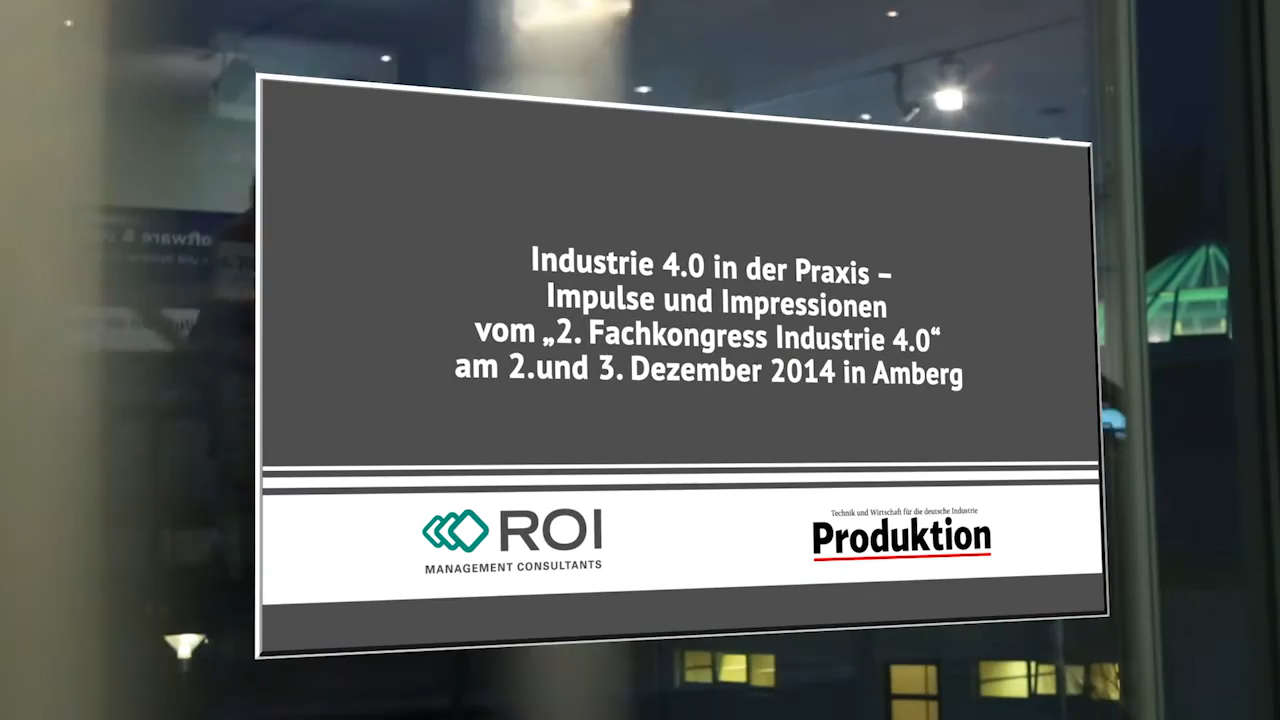 Industrie 4.0 in der Praxis –
Impulse und Impressionen
vom „2. Fachkongress Industrie 4.0“
am 2.und 3. Dezember 2014 in Amberg
ROI
MANAGEMENT CONSULTANTS
Technik und Wirtschaft für die deutsche Industrie
Produktion